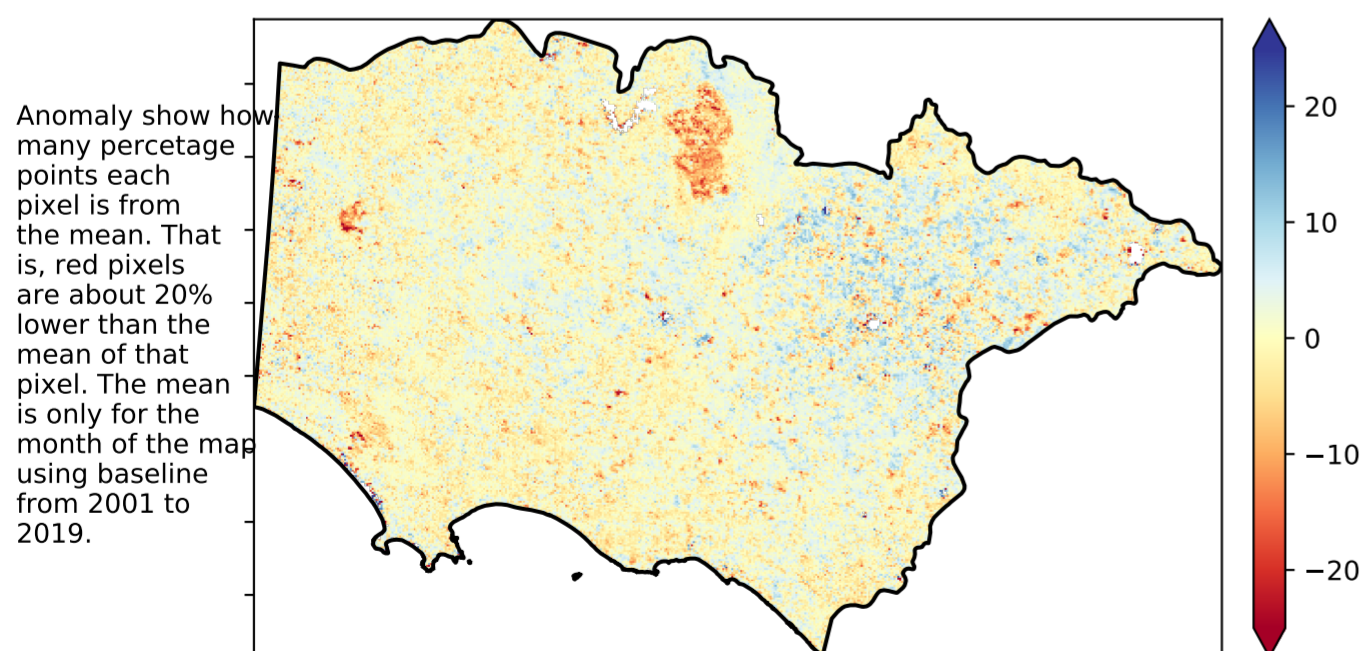 Anomaly show how
many percetage
points each
pixel is from
the mean. That
is, red pixels
are about 20%
lower than the
mean of that
pixel. The mean
is only for the
month of the map
using baseline
from 2001 to
2019.
20
10
0
−10
−20